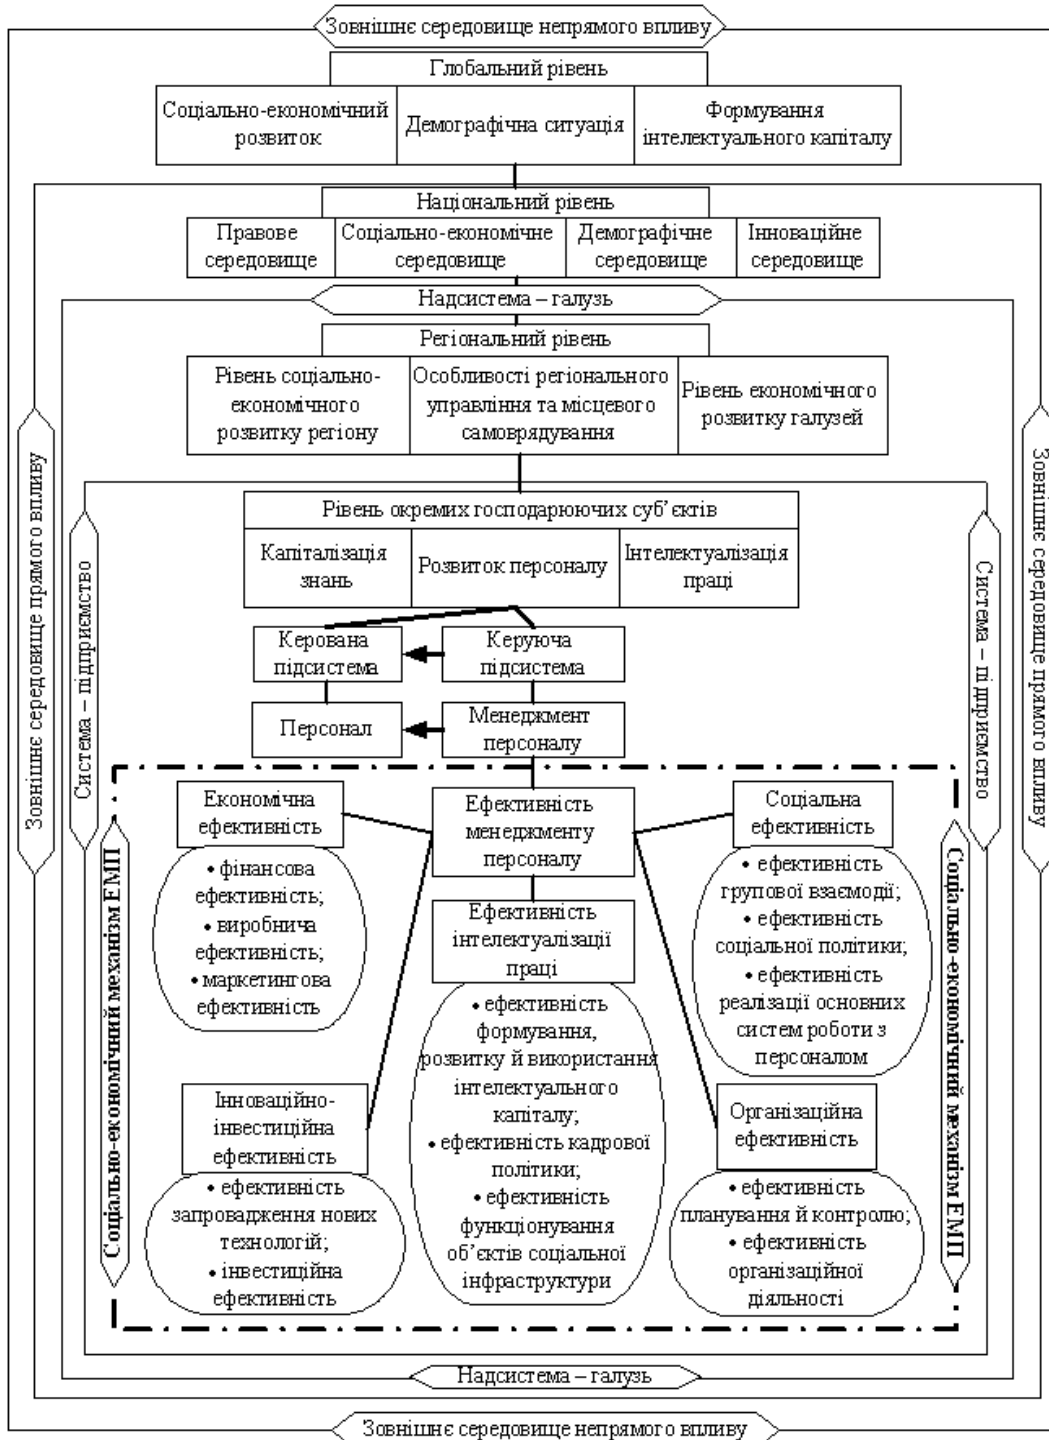 Зовнішнє середовище непрямого впливу
Глобальний рівень
Соціально-економічний
розвиток
Демографічна ситуація
Формування
інтелектуального капіталу
Національний рівень
Правове
середовище
Соціально-економічне
середовище
Демографічне
середовище
Інноваційне
середовище
Надсистема – галузь
Регіональний рівень
Рівень соціально-
економічного
розвитку регіону
Особливості регіонального
управління та місцевого
самоврядування
Рівень економічного
розвитку галузей
Зовнішнє середовище прямого впливу
Система – підприємство
Рівень окремих господарюючих суб’єктів
Капіталізація
знань
Розвиток персоналу
Інтелектуалізація
праці
Керована
підсистема
Керуюча
підсистема
Персонал
Менеджмент
персоналу
Система – підприємство
Зовнішнє середовище прямого впливу
Соціально-економічний механізм ЕМП
Економічна
ефективність
• фінансова
ефективність;
• виробнича
ефективність;
• маркетингова
ефективність
Ефективність
менеджменту
персоналу
Соціальна
ефективність
• ефективність
групової взаємодії;
• ефективність
соціальної політики;
• ефективність
реалізації основних
систем роботи з
персоналом
Ефективність
інтелектуалізації
праці
• ефективність
формування,
розвитку й використання
інтелектуального
капіталу;
• ефективність кадрової
політики;
• ефективність
функціонування
об’єктів соціальної
інфраструктури
Інноваційно-
інвестиційна
ефективність
• ефективність
запровадження нових
технологій;
• інвестиційна
ефективність
Організаційна
ефективність
• ефективність
планування й контролю;
• ефективність
організаційної
діяльності
Соціально-економічний механізм ЕМП
Надсистема – галузь
Зовнішнє середовище непрямого впливу